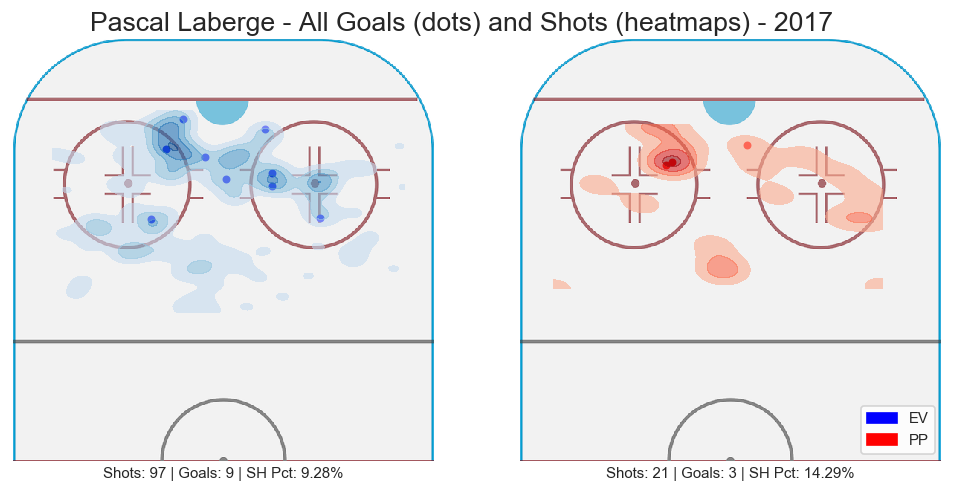 Pascal Laberge - All Goals (dots) and Shots (heatmaps) - 2017
EV
PP
Shots: 97 | Goals: 9 | SH Pct: 9.28%
Shots: 21 | Goals: 3 | SH Pct: 14.29%